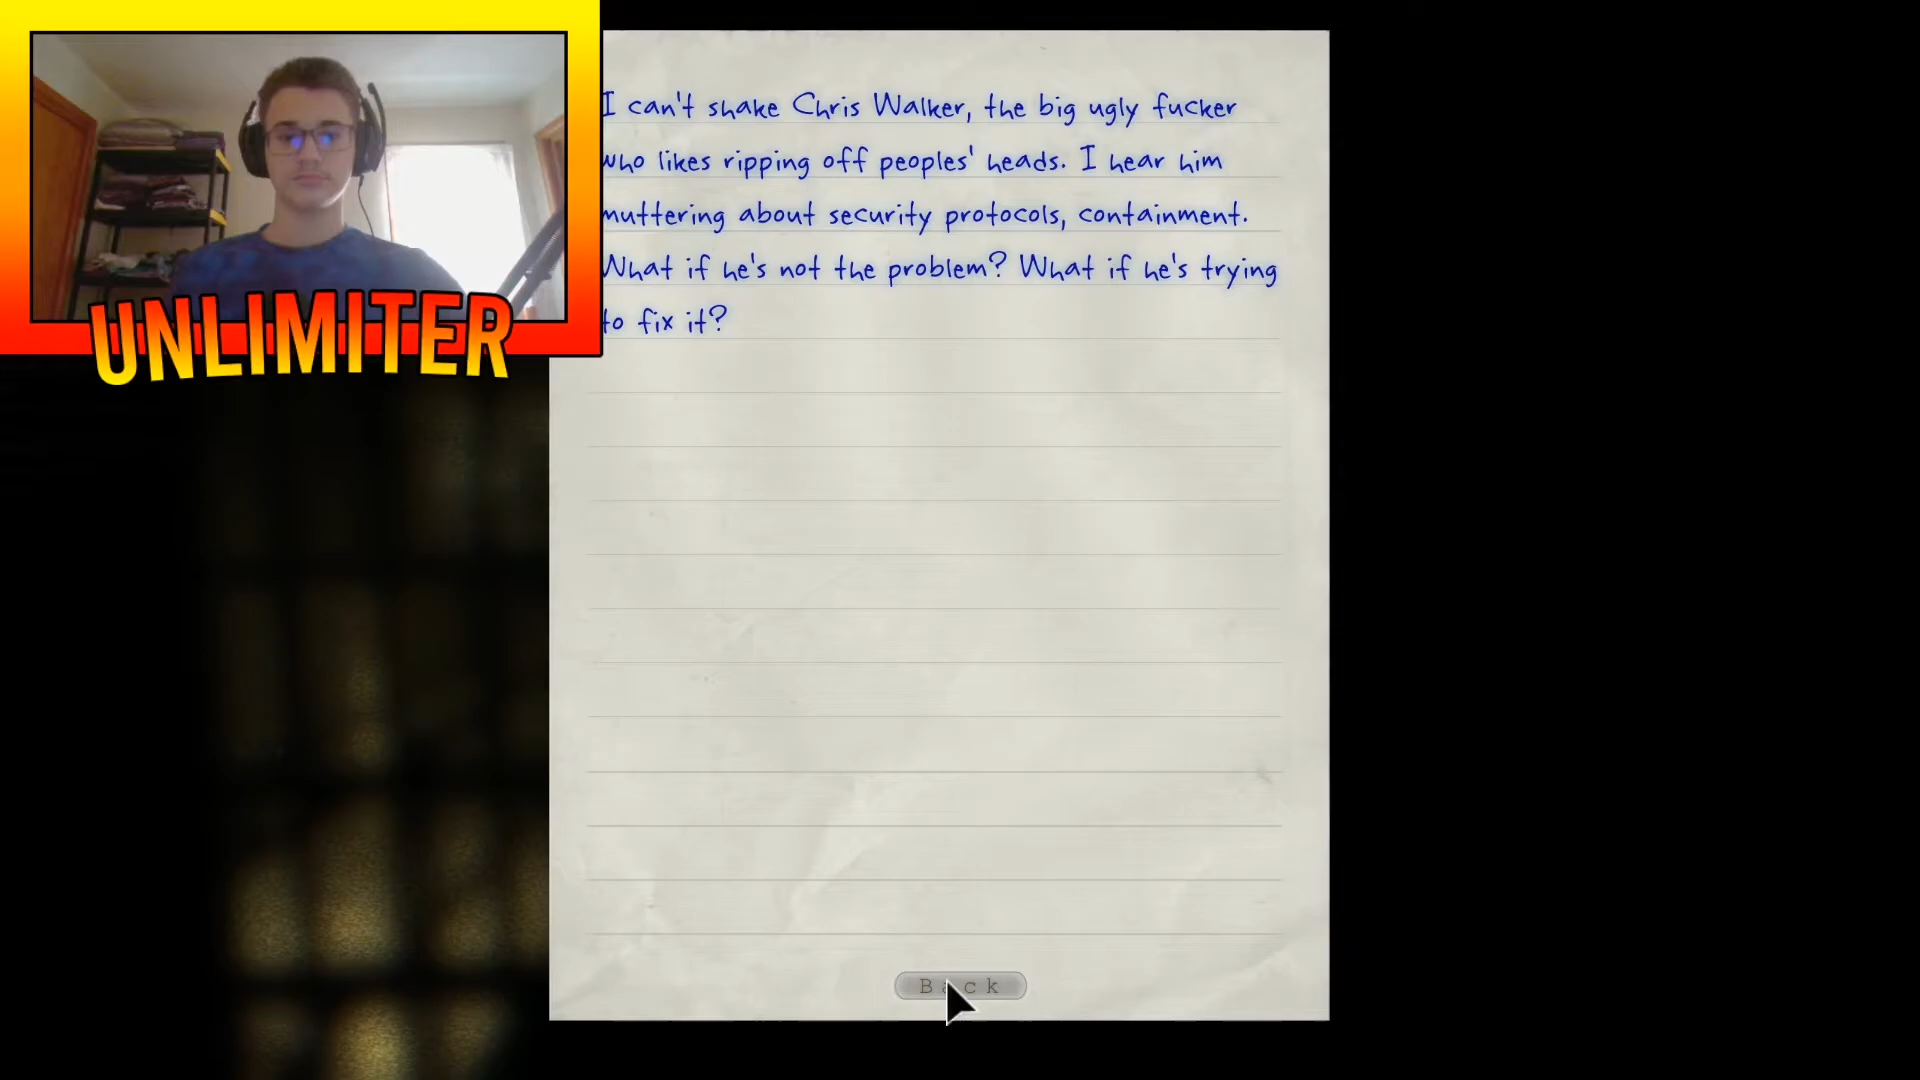 I can't shake Chris Walker, the big ugly fucker
who likes ripping off peoples' heads. I hear him
muttering about security protocols, containment.
What if he's not the problem? What if he's trying
to fix it?
UNLIMITER
Back